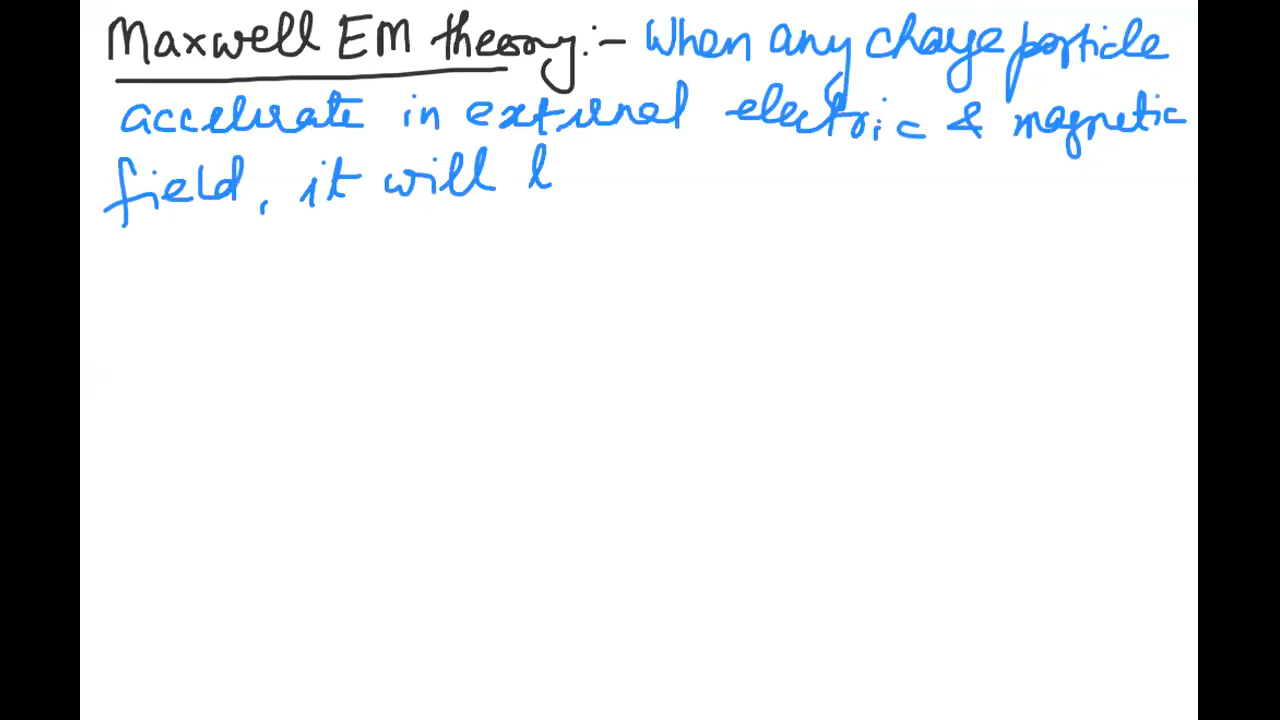 Maxwell EM theory:- When any charge particle
accelerate in external electric & magnetic
field, it will l